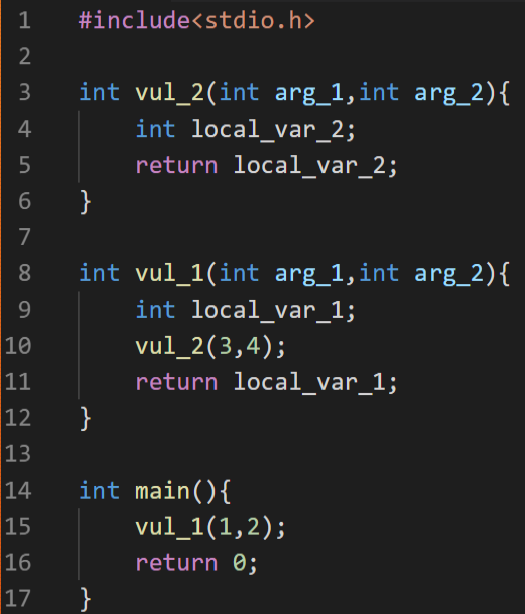 1 #include<stdio.h>
2
3 int vul_2(int arg_1,int arg_2){
4     int local_var_2;
5     return local_var_2;
6 }
7
8 int vul_1(int arg_1,int arg_2){
9     int local_var_1;
10     vul_2(3,4);
11     return local_var_1;
12 }
13
14 int main(){
15     vul_1(1,2);
16     return 0;
17 }